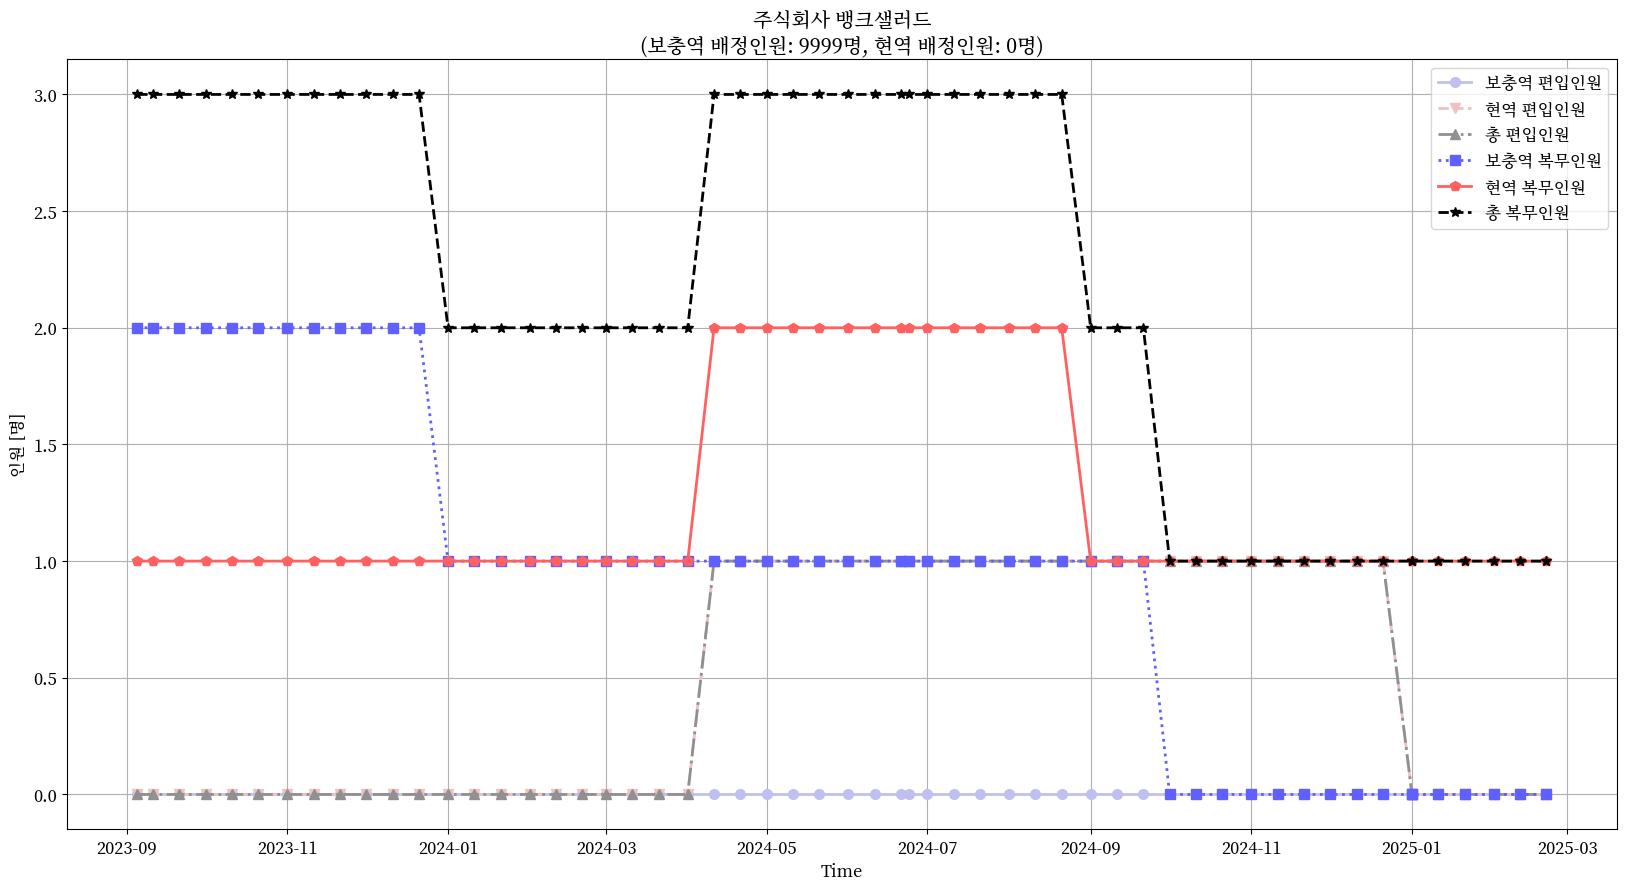 주식회사 뱅크샐러드
(보충역 배정인원: 9999명, 현역 배정인원: 0명)
보충역 편입인원
현역 편입인원
총 편입인원
보충역 복무인원
현역 복무인원
총 복무인원
인원 [명]
3.0
2.5
2.0
1.5
1.0
0.5
0.0
2023-09 2023-11 2024-01 2024-03 2024-05 2024-07 2024-09 2024-11 2025-01 2025-03
Time